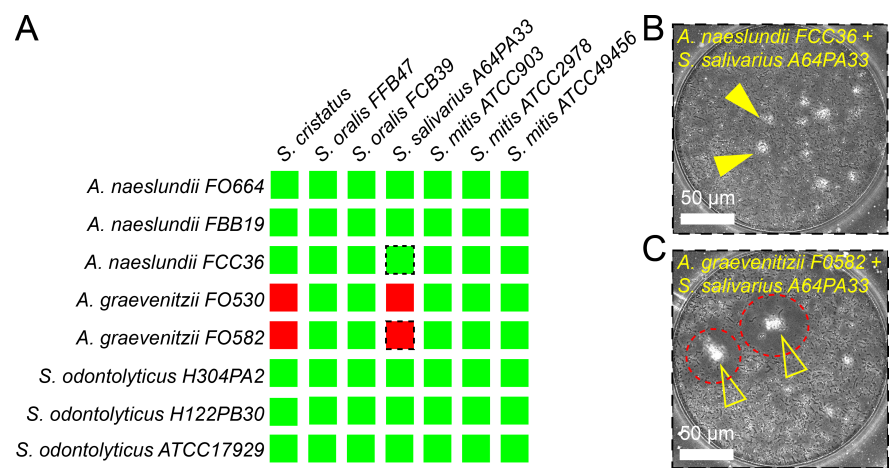 A
S. cristatus
S. oralis FFB47
S. oralis FCB39
S. salivarius A64PA33
S. mitis ATCC903
S. mitis ATCC2978
S. mitis ATCC49456
A. naeslundii FO664
A. naeslundii FBB19
A. naeslundii FCC36
A. graevenitzii FO530
A. graevenitzii FO582
S. odontolyticus H304PA2
S. odontolyticus H122PB30
S. odontolyticus ATCC17929
B
A. naeslundii FCC36 +
S. salivarius A64PA33
50 µm
C
A. graevenitizii F0582 +
S. salivarius A64PA33
50 µm